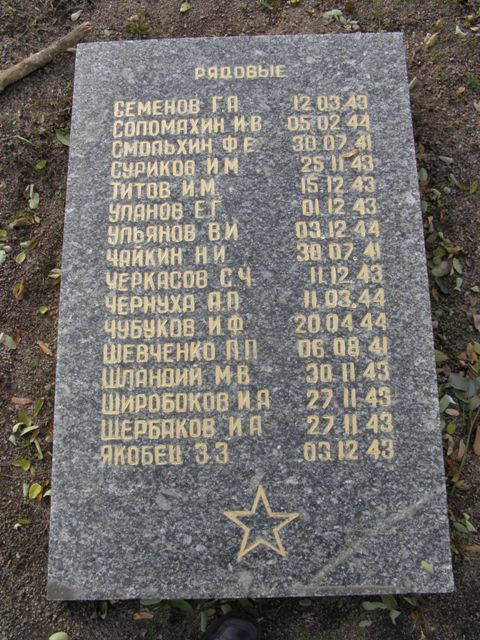 РЯДОВЫЕ
СЕМЕНОВ Г.А 12 03 43
СОЛОМАХИН И.В 05 02 44
СМОЛЬХИН Ф.Е 30 07 41
СУРИКОВ И.М 25 11 43
ТИТОВ И.М 15 12 43
УЛАНОВ Е.Г 01 12 43
УЛЬЯНОВ В.И 03 12 44
ЧАЙКИН Н.И 30 07 41
ЧЕРКАСОВ С.Ч 11 12 43
ЧЕРНУХА А.П 11 03 44
ЧУБУКОВ И.Ф 20 04 44
ШЕВЧЕНКО П.П 06 08 41
ШЛАНДИЙ М.В 30 11 43
ШИРОБОКОВ И.А 27 11 43
ЩЕРБАКОВ И.А 27 11 43
ЯКОБЕЦ З.З 03 12 43